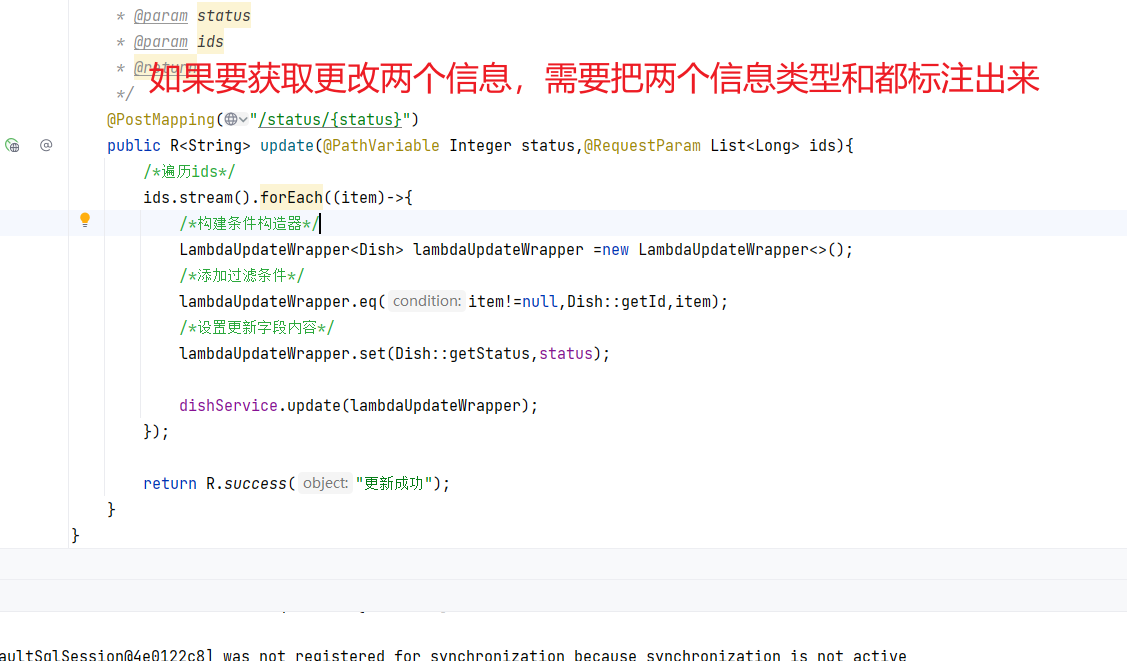 * @param status
* @param ids
* @return
如果要获取更改两个信息，需要把两个信息类型和都标注出来
*/
@PostMapping("/status/{status}")
public R<String> update(@PathVariable Integer status,@RequestParam List<Long> ids){
/*遍历ids*/
ids.stream().forEach((item)->{
/*构建条件构造器*/
LambdaUpdateWrapper<Dish> lambdaUpdateWrapper =new LambdaUpdateWrapper<>();
/*添加过滤条件*/
lambdaUpdateWrapper.eq( condition: item!=null,Dish::getId,item);
/*设置更新字段内容*/
lambdaUpdateWrapper.set(Dish::getStatus,status);
dishService.update(lambdaUpdateWrapper);
});
return R.success( object: "更新成功");
}
}
aultSqlSession@4e0122c8] was not registered for synchronization because synchronization is not active